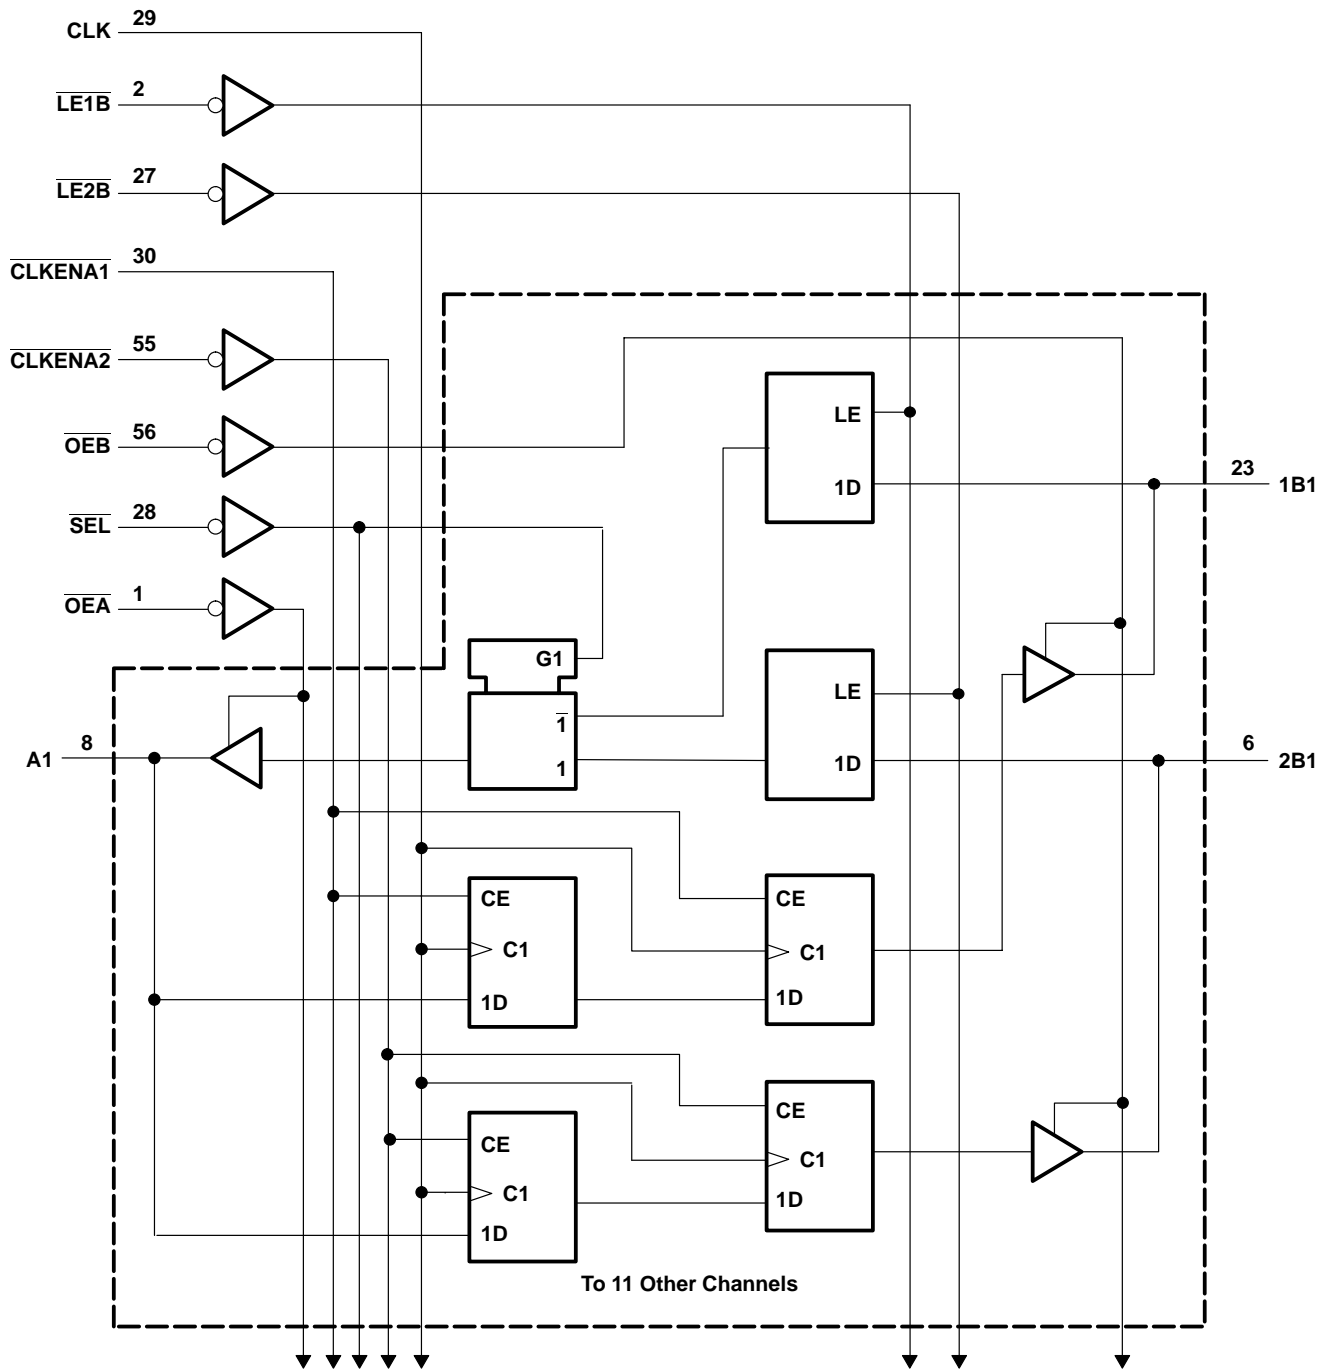 CLK 29
LE1B 2
LE2B 27
CLKENA1 30
CLKENA2 55
OEB 56
SEL 28
OEA 1
LE
1D
23 1B1
G1
1
1
LE
1D
A1 8
6 2B1
CE
C1
1D
CE
C1
1D
CE
C1
1D
CE
C1
1D
To 11 Other Channels